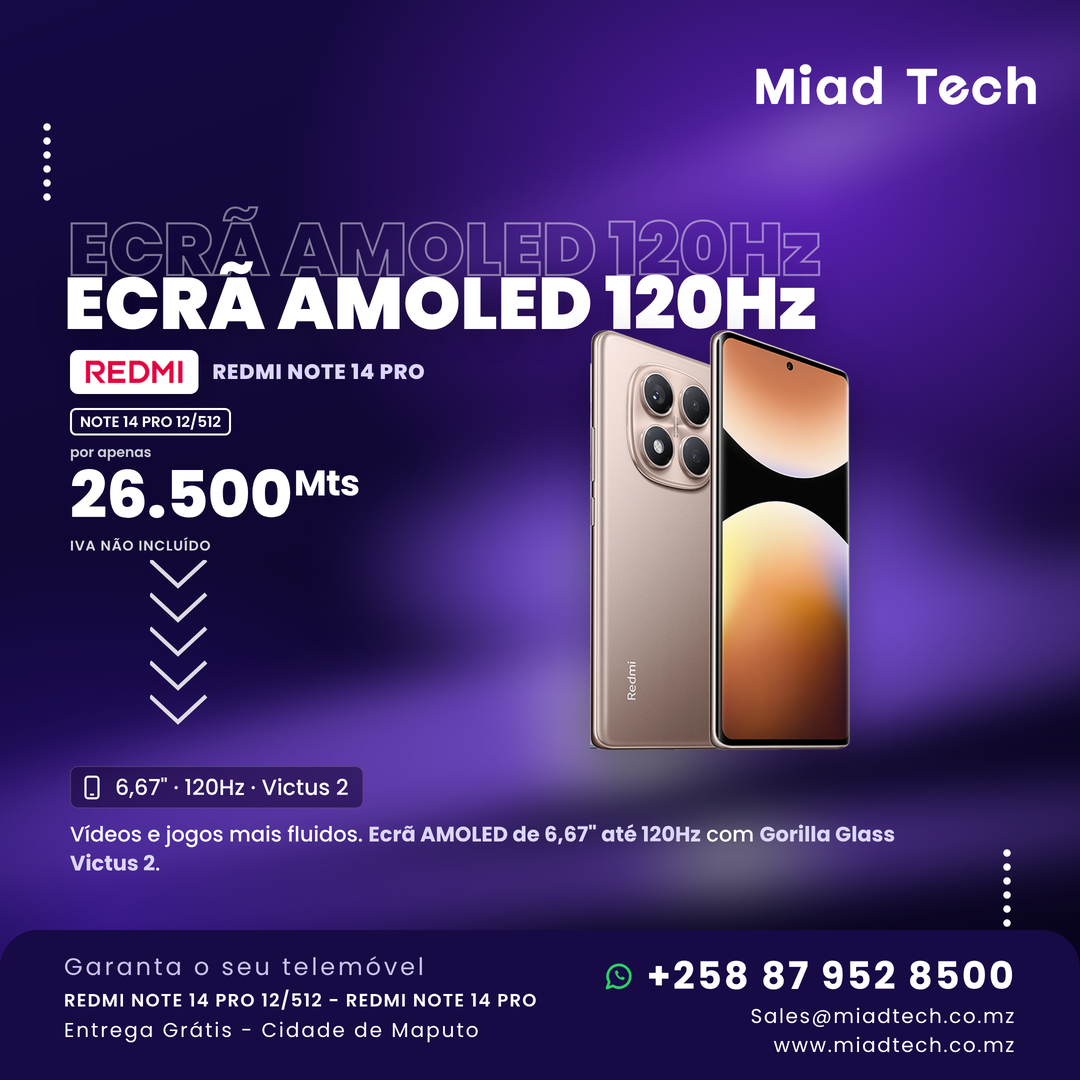 Miad Tech
ECRÃ AMOLED 120Hz
ECRÃ AMOLED 120Hz
REDMI REDMI NOTE 14 PRO
NOTE 14 PRO 12/512
por apenas
26.500Mts
IVA NÃO INCLUÍDO
Redmi
6,67" · 120Hz · Victus 2
Vídeos e jogos mais fluidos. Ecrã AMOLED de 6,67" até 120Hz com Gorilla Glass
Victus 2.
Garanta o seu telemóvel
REDMI NOTE 14 PRO 12/512 - REDMI NOTE 14 PRO
Entrega Grátis - Cidade de Maputo
+258 87 952 8500
Sales@miadtech.co.mz
www.miadtech.co.mz